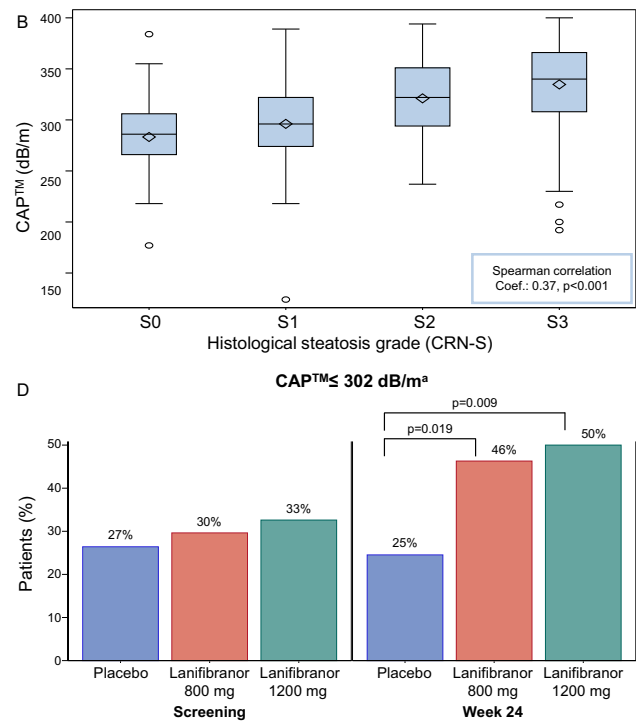 B
400
350
300
250
200
150
CAP™ (dB/m)
Spearman correlation
Coef.: 0.37, p<0.001
S0 S1 S2 S3
Histological steatosis grade (CRN-S)
CAP™≤ 302 dB/mᵃ
D
p=0.009
p=0.019
50
40
30
20
10
0
Patients (%)
27% 30% 33% 25% 46% 50%
Placebo Lanifibranor Lanifibranor Placebo Lanifibranor Lanifibranor
800 mg 1200 mg 800 mg 1200 mg
Screening Week 24